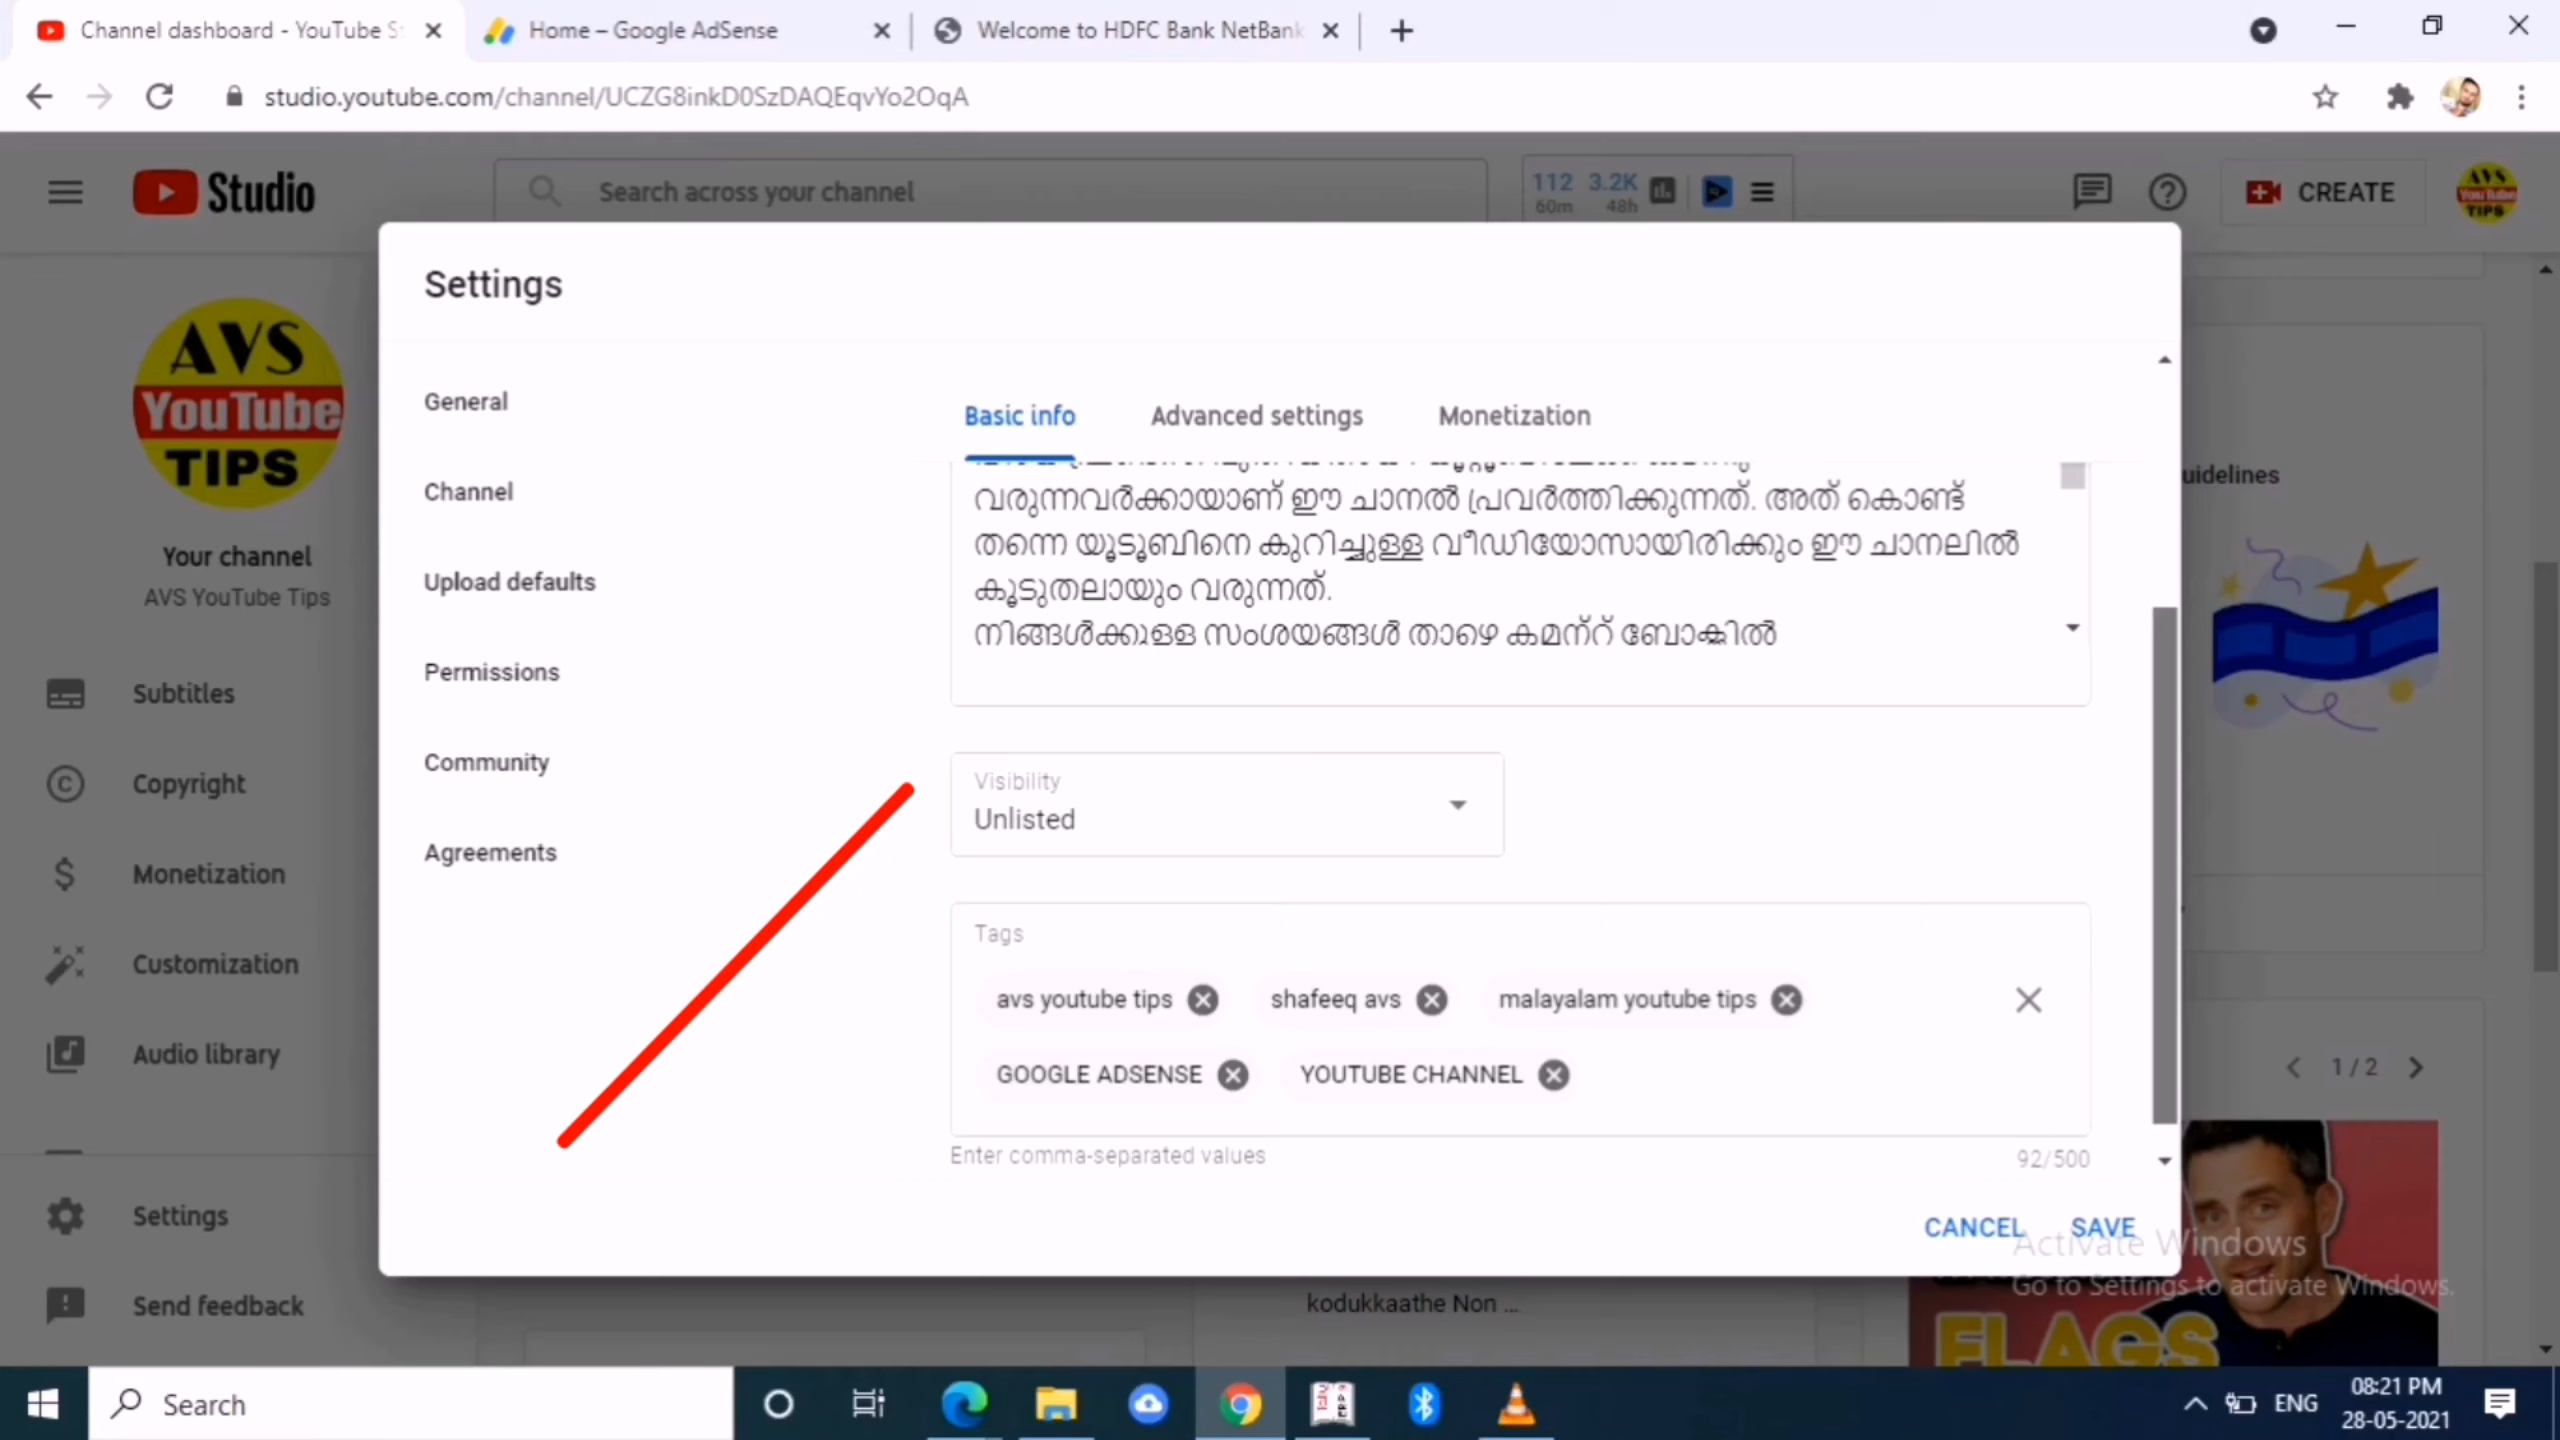 Channel dashboard - YouTube S
Home – Google AdSense
Welcome to HDFC Bank NetBank
studio.youtube.com/channel/UCZG8inkD0SzDAQEqvYo2OqA
Studio
Search across your channel
112 3.2K
60m 48h
CREATE
AVS
YouTube
TIPS
Settings
General
Channel
Upload defaults
Permissions
Community
Agreements
Basic info
Advanced settings
Monetization
വരുന്നവർക്കായാണ് ഈ ചാനൽ പ്രവർത്തിക്കുന്നത്. അത് കൊണ്ട്
തന്നെ യൂടൂബിനെ കുറിച്ചുള്ള വീഡിയോസായിരിക്കും ഈ ചാനലിൽ
കൂടുതലായും വരുന്നത്.
നിങ്ങൾക്കുള്ള സംശയങ്ങൾ താഴെ കമന്റ് ബോക്സിൽ
Visibility
Unlisted
Tags
avs youtube tips
shafeeq avs
malayalam youtube tips
GOOGLE ADSENSE
YOUTUBE CHANNEL
Enter comma-separated values
92/500
CANCEL
SAVE
AVS
YouTube
TIPS
Your channel
AVS YouTube Tips
Subtitles
Copyright
Monetization
Customization
Audio library
Settings
Send feedback
uidelines
1 / 2
kodukkaathe Non ...
FLAGS
Activate Windows
Go to Settings to activate Windows.
Search
ENG
08:21 PM
28-05-2021